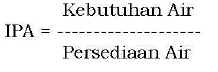 Kebutuhan Air
IPA = --------------------
Persediaan Air